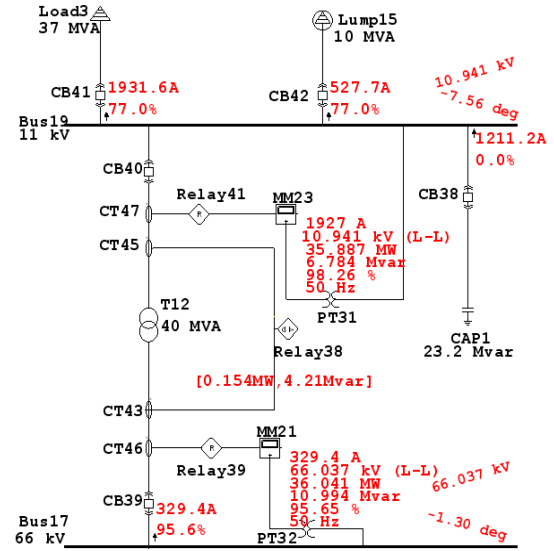 Load3
37 MVA
Lump15
10 MVA
CB41
1931.6A
77.0%
CB42
527.7A
77.0%
10.941 kV
-7.56 deg
Bus19
11 kV
1211.2A
0.0%
CB40
CB38
Relay41
MM23
CT47
1927 A
10.941 kV (L-L)
35.887 MW
6.784 Mvar
98.26 %
50 Hz
CT45
PT31
T12
40 MVA
R
Relay38
CAP1
23.2 Mvar
[0.154MW,4.21Mvar]
CT43
MM21
CT46
R
Relay39
329.4 A
66.037 kV (L-L)
36.041 MW
10.994 Mvar
95.65 %
50 Hz
66.037 kV
-1.30 deg
CB39
329.4A
95.6%
PT32
Bus17
66 kV